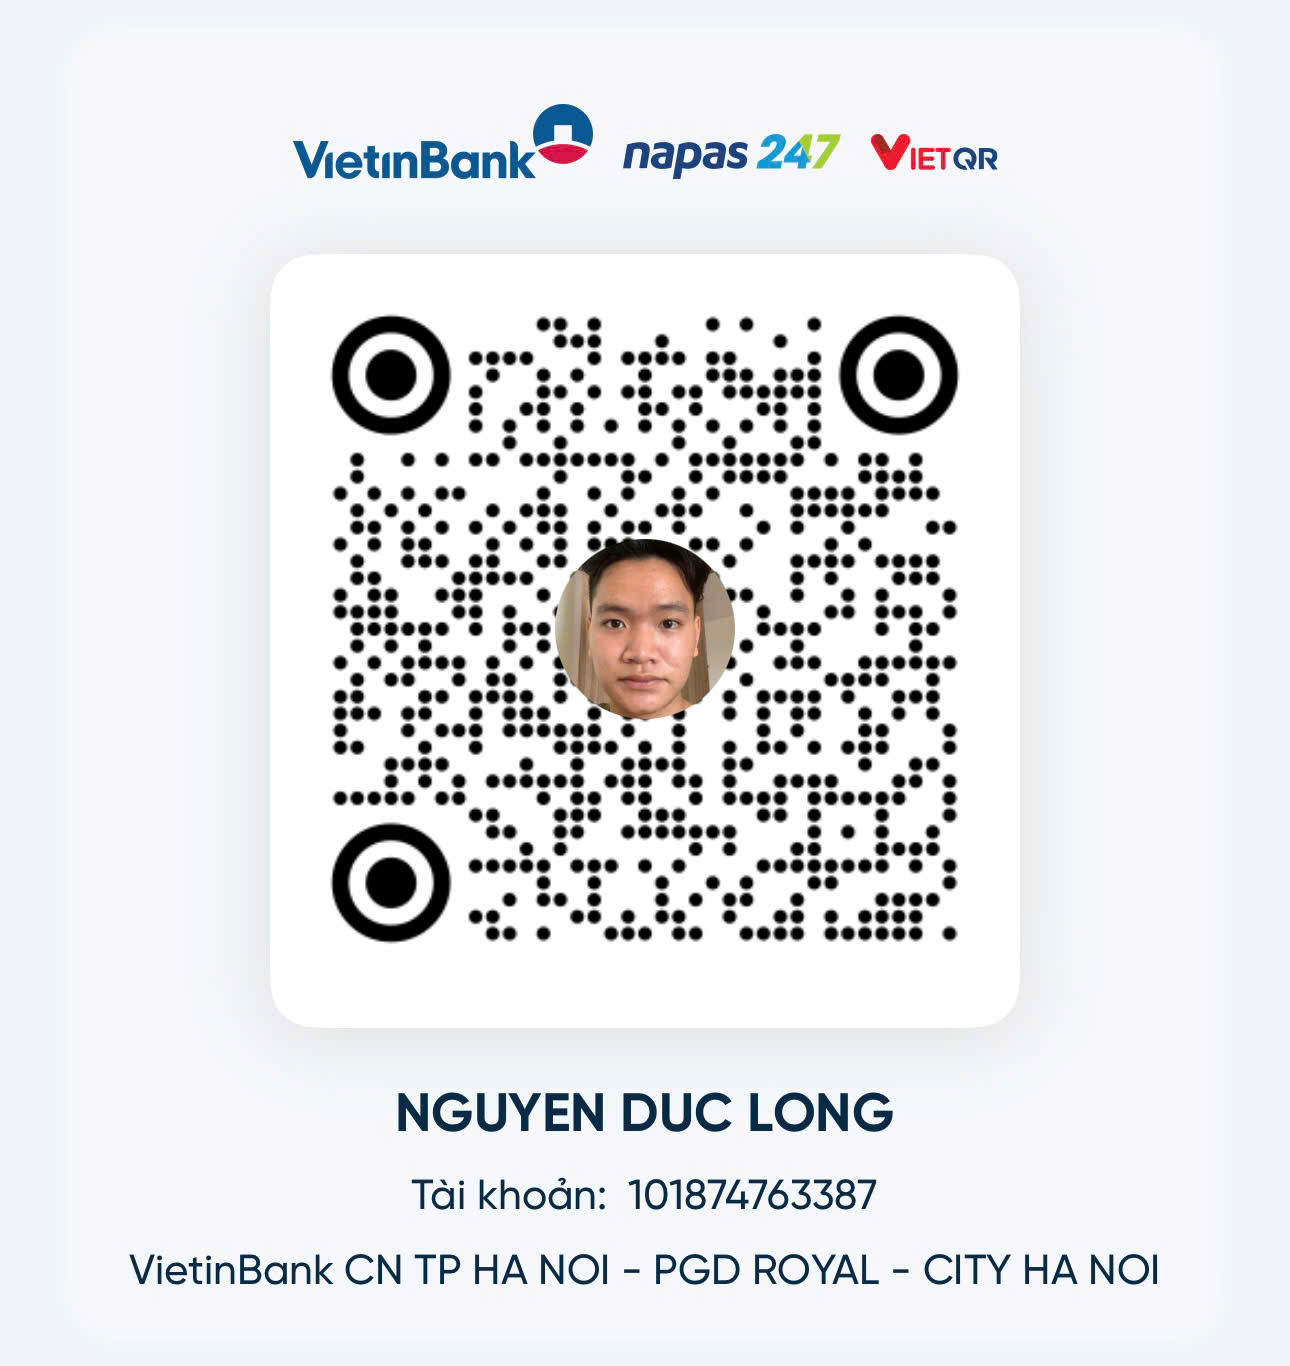 VietinBank napas 247 VIETQR
NGUYEN DUC LONG
Tài khoản: 101874763387
VietinBank CN TP HA NOI - PGD ROYAL - CITY HA NOI